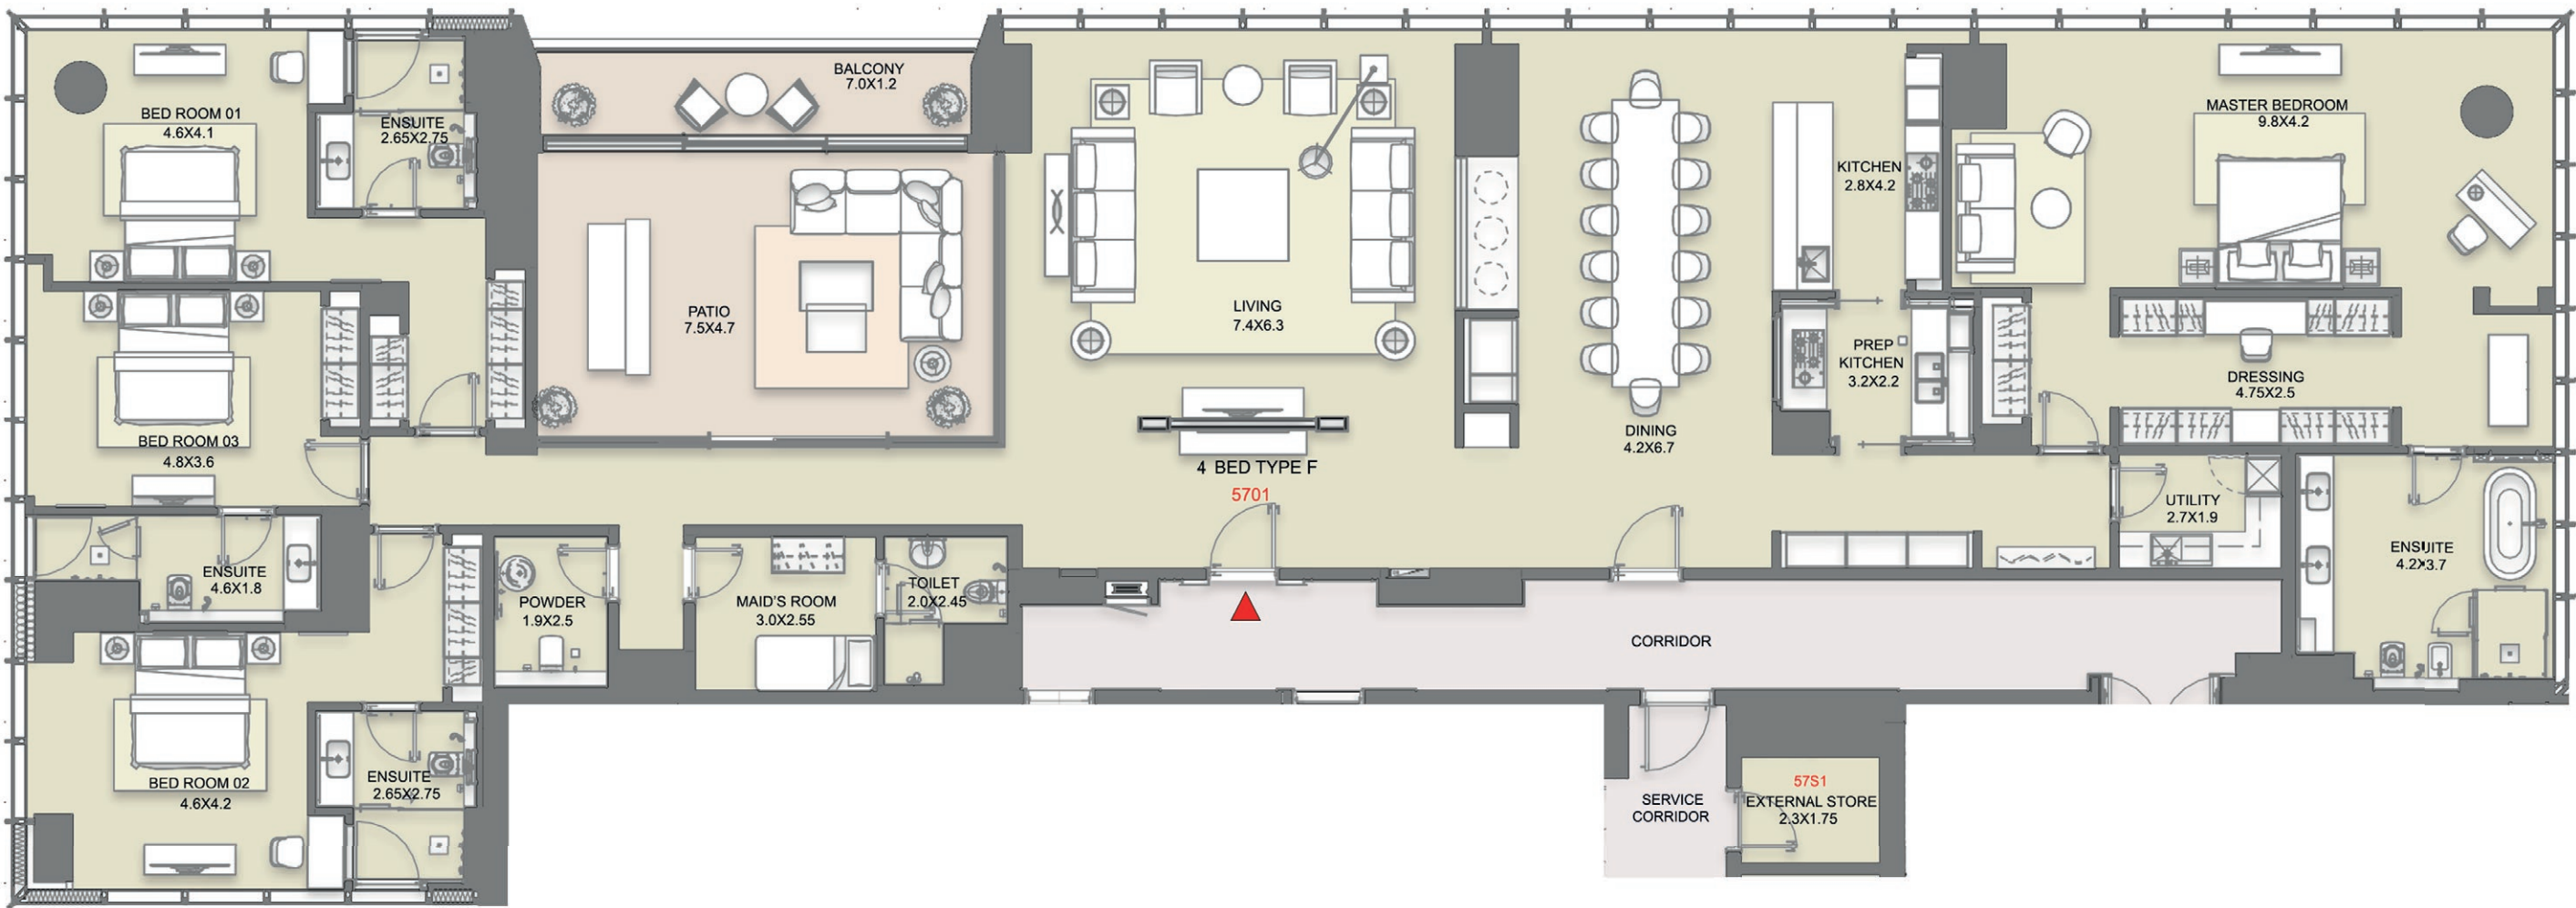 BED ROOM 01
4.6X4.1
ENSUITE
2.65X2.75
BALCONY
7.0X1.2
PATIO
7.5X4.7
LIVING
7.4X6.3
4 BED TYPE F
5701
DINING
4.2X6.7
KITCHEN
2.8X4.2
PREP
KITCHEN
3.2X2.2
MASTER BEDROOM
9.8X4.2
DRESSING
4.75X2.5
BED ROOM 03
4.8X3.6
ENSUITE
4.6X1.8
POWDER
1.9X2.5
MAID'S ROOM
3.0X2.55
TOILET
2.0X2.45
UTILITY
2.7X1.9
ENSUITE
4.2X3.7
CORRIDOR
BED ROOM 02
4.6X4.2
ENSUITE
2.65X2.75
SERVICE
CORRIDOR
57S1
EXTERNAL STORE
2.3X1.75